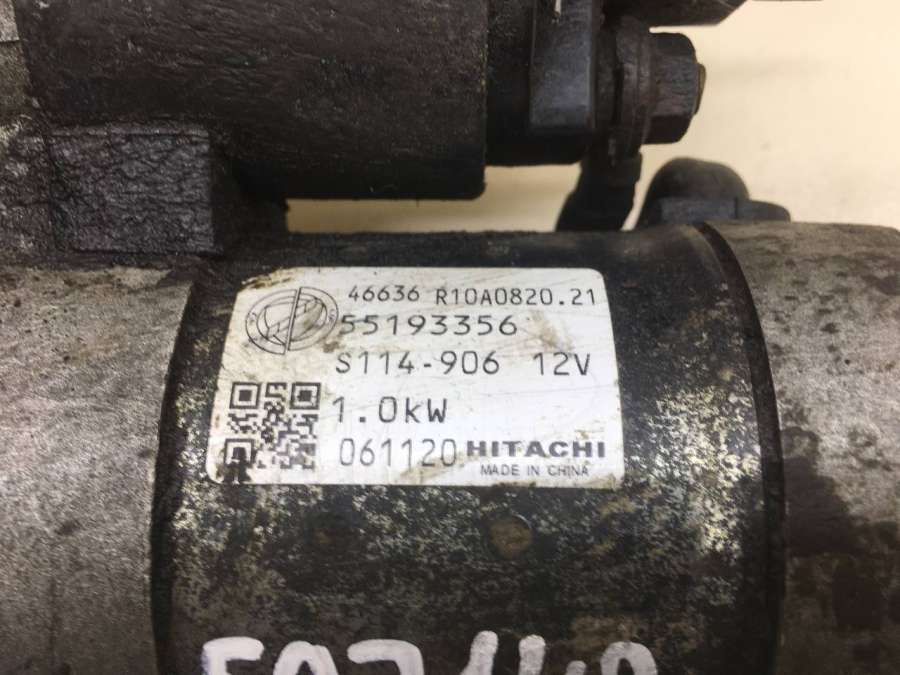 46636 R10A0820.21
55193356
S114-906 12V
1.0kW
061120 HITACHI
MADE IN CHINA